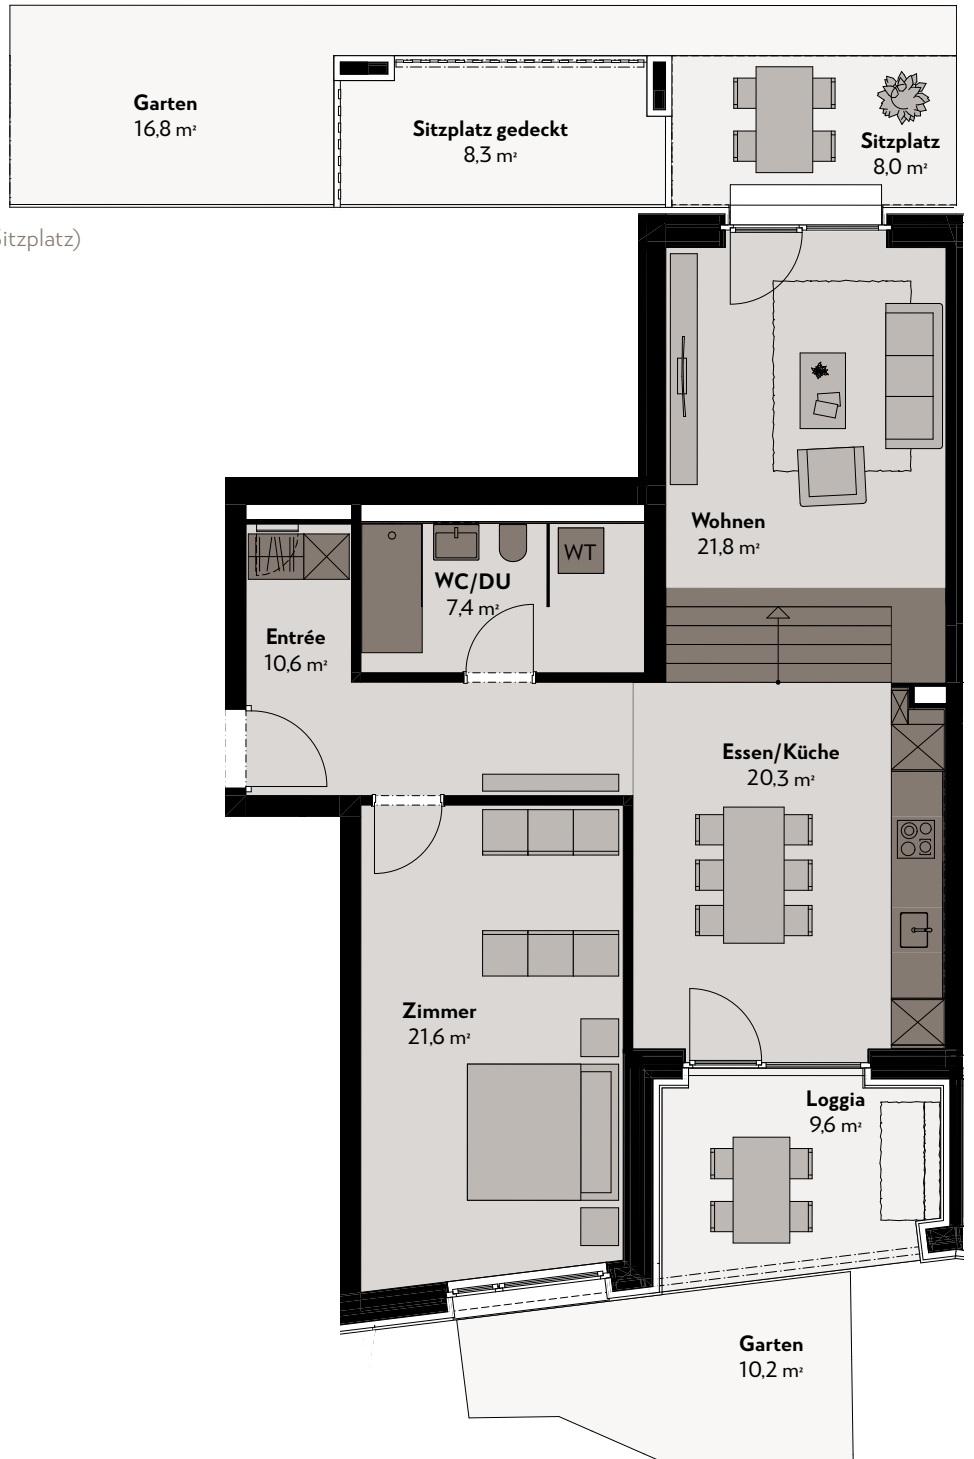 Garten
16,8 m²
Sitzplatz gedeckt
8,3 m²
Sitzplatz
8,0 m²
Sitzplatz)
Wohnen
21,8 m²
WT
WC/DU
7,4 m²
Entrée
10,6 m²
Essen/Küche
20,3 m²
Zimmer
21,6 m²
Loggia
9,6 m²
Garten
10,2 m²